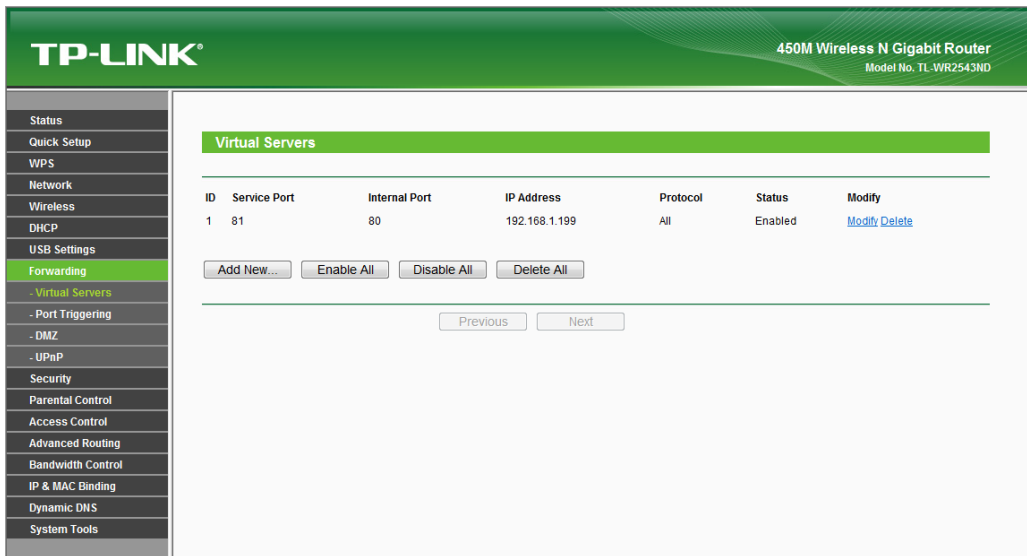 TP-LINK®
450M Wireless N Gigabit Router
Model No. TL-WR2543ND
Status
Quick Setup
WPS
Network
Wireless
DHCP
USB Settings
Forwarding
- Virtual Servers
- Port Triggering
- DMZ
- UPnP
Security
Parental Control
Access Control
Advanced Routing
Bandwidth Control
IP & MAC Binding
Dynamic DNS
System Tools
Virtual Servers
ID Service Port Internal Port IP Address Protocol Status Modify
1 81 80 192.168.1.199 All Enabled Modify Delete
Add New... Enable All Disable All Delete All
Previous Next